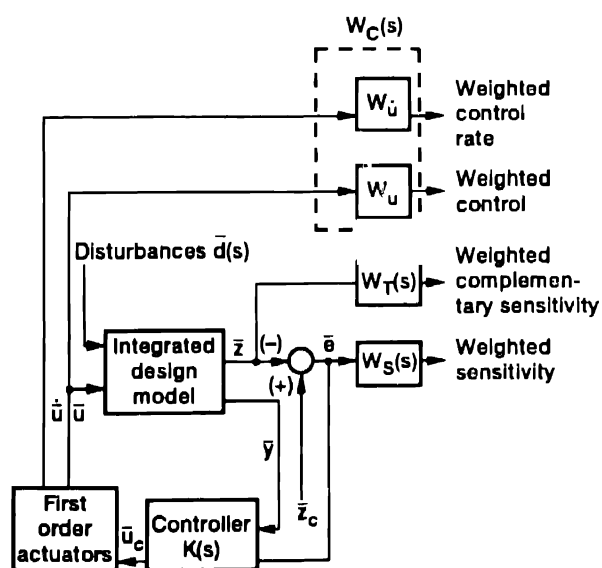 W_C(s)
W_u̇
Weighted
control
rate
W_u
Weighted
control
Disturbances d̄(s)
W_T(s)
Weighted
complemen-
tary sensitivity
Integrated
design
model
z̄
(-)
(+)
ē
W_S(s)
Weighted
sensitivity
u̇̄ ū
ȳ
z̄_c
First
order
actuators
ū_c
Controller
K(s)